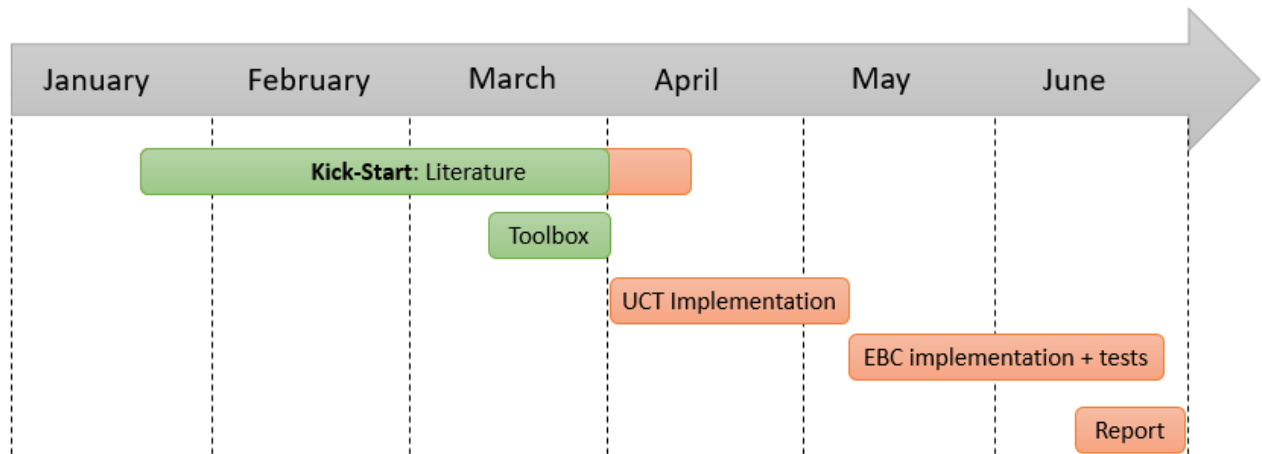 January February March April May June
Kick-Start: Literature
Toolbox
UCT Implementation
EBC implementation + tests
Report